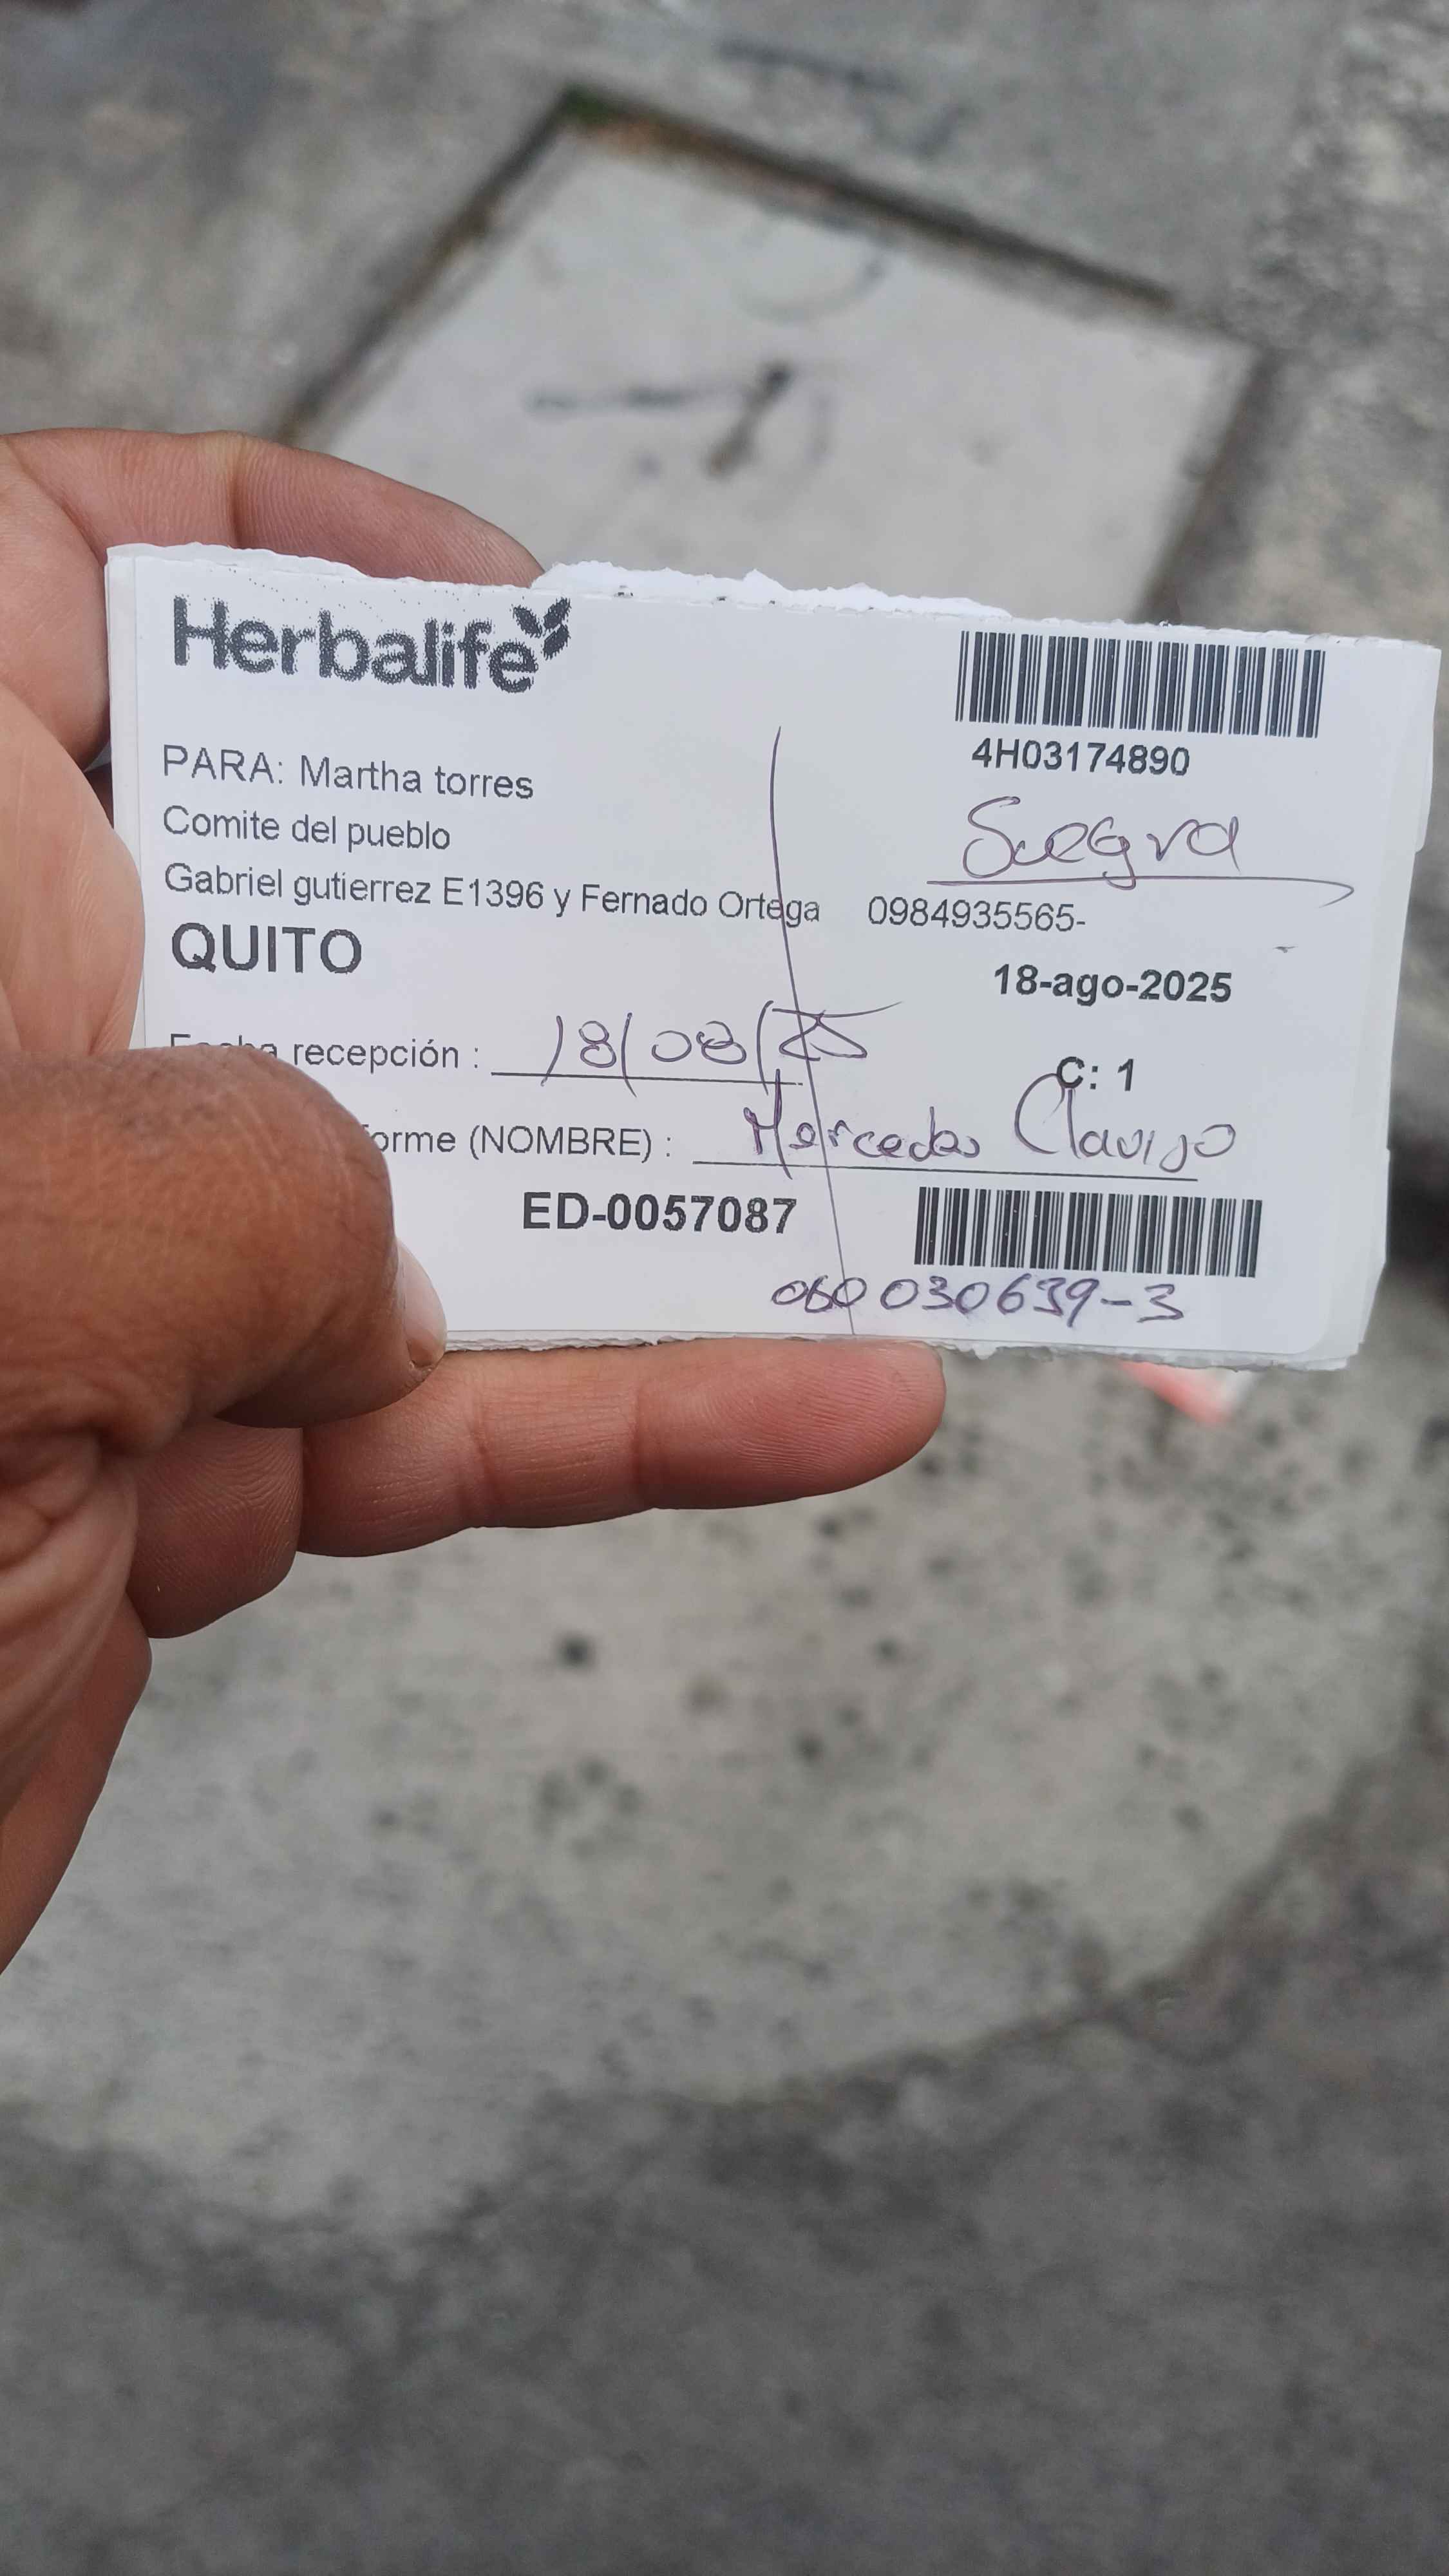 Herbalife
4H03174890
PARA: Martha torres
Suegra
Comite del pueblo
Gabriel gutierrez E1396 y Fernado Ortega 0984935565-
QUITO
18-ago-2025
Fecha recepción : 18/08/25
C: 1
orme (NOMBRE) : Mercedes Clavijo
ED-0057087
060030639-3